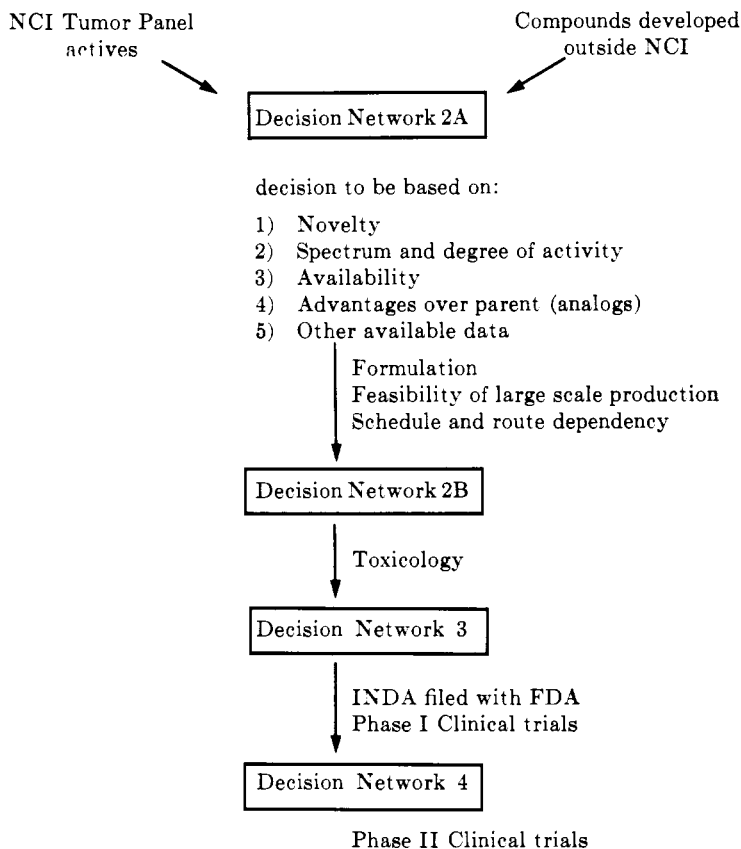 NCI Tumor Panel
actives
Compounds developed
outside NCI
Decision Network 2A
decision to be based on:
1) Novelty
2) Spectrum and degree of activity
3) Availability
4) Advantages over parent (analogs)
5) Other available data
Formulation
Feasibility of large scale production
Schedule and route dependency
Decision Network 2B
Toxicology
Decision Network 3
INDA filed with FDA
Phase I Clinical trials
Decision Network 4
Phase II Clinical trials